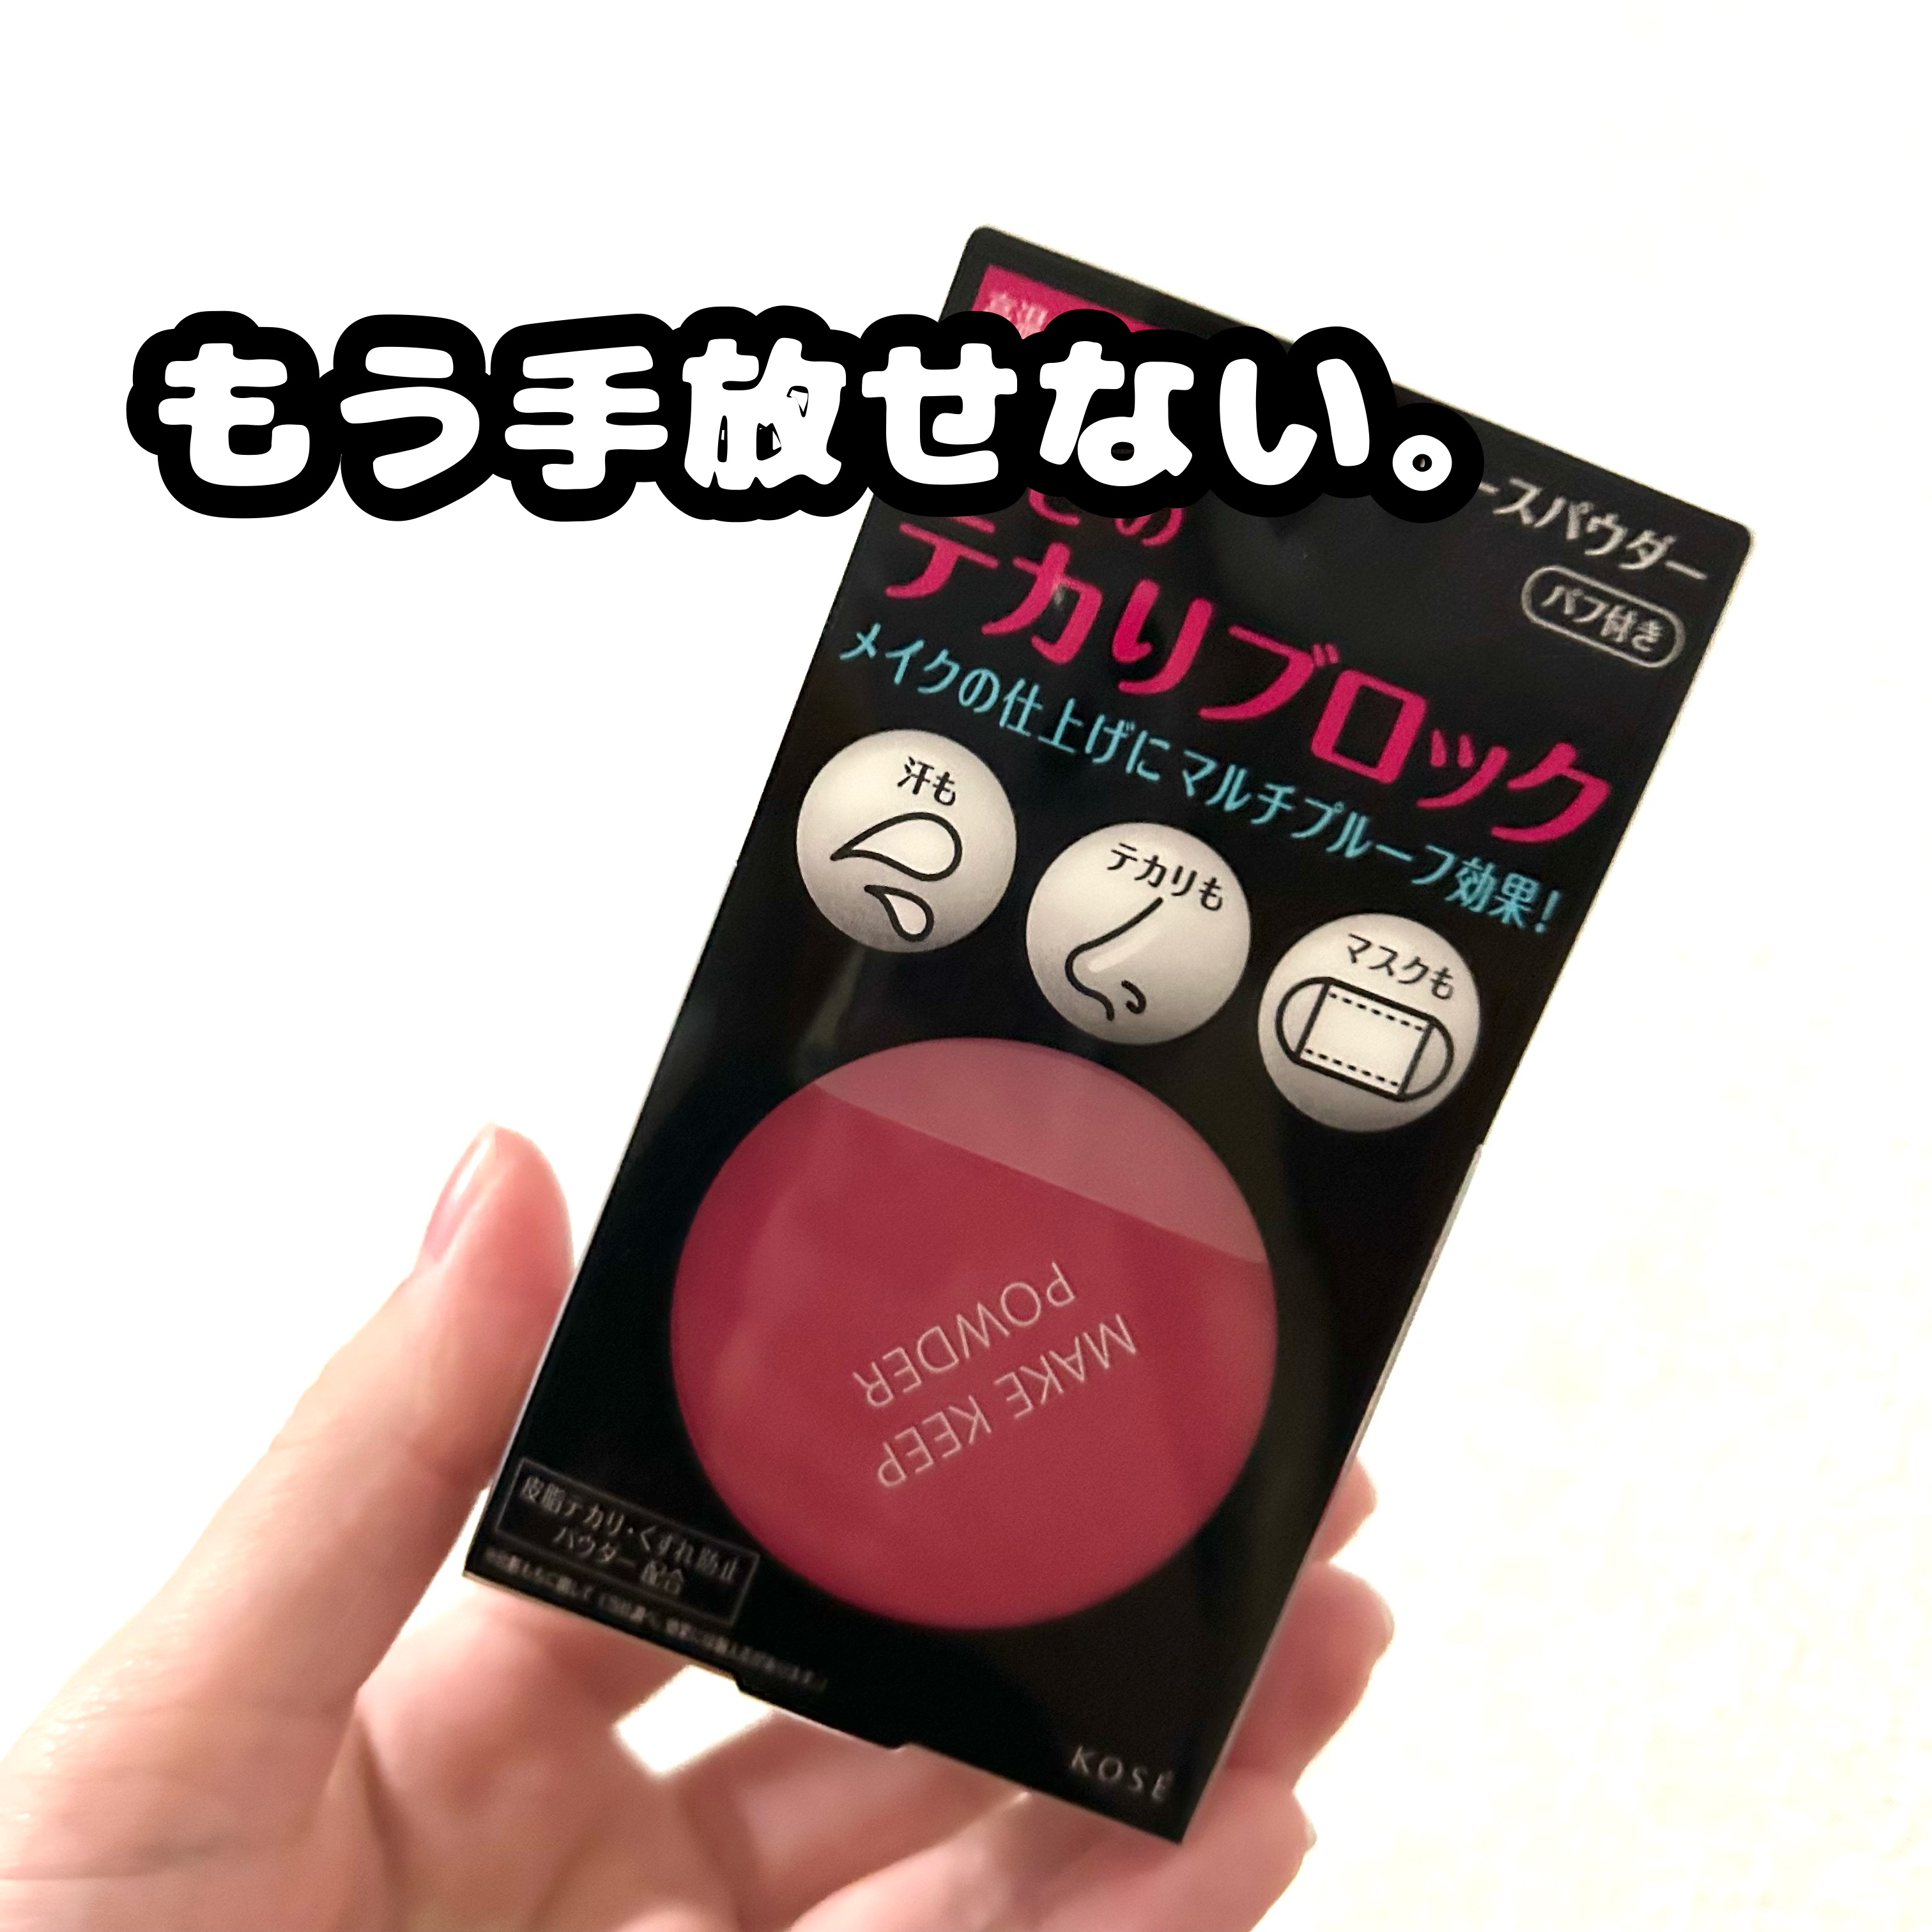 もう手放せない。
ースパウダー
パフ付き
の
テカリブロック
メイクの仕上げにマルチプルーフ効果!
汗も
テカリも
マスクも
MAKE KEEP
POWDER
皮脂テカリ・くずれ防止
パウダー 配合
KOSÉ